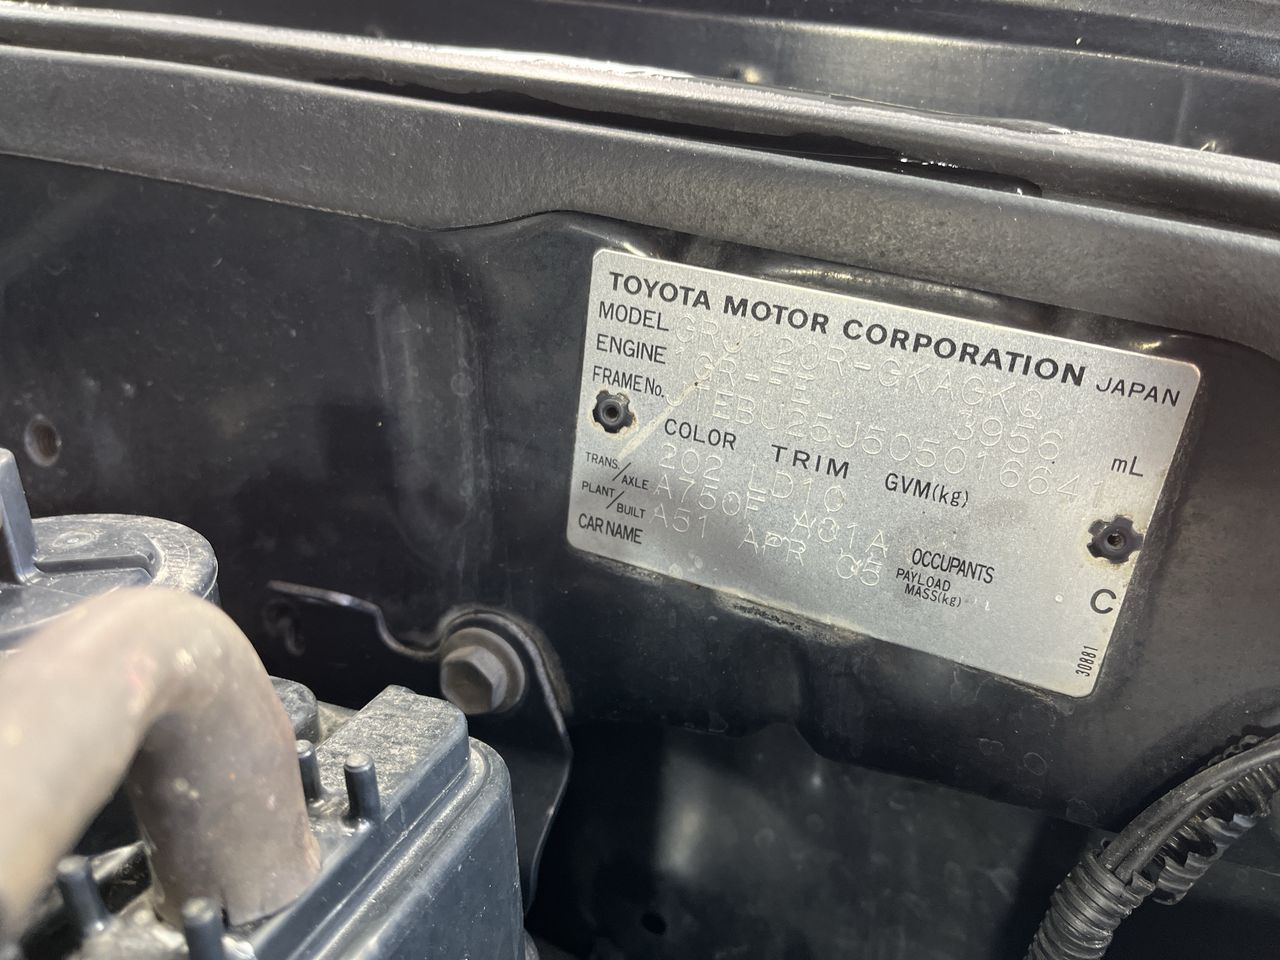 TOYOTA MOTOR CORPORATION JAPAN
MODEL GRJ120R-GKAGKQ
ENGINE 1GR-FE 3956 mL
FRAME No. JTEBU25J505016641
COLOR TRIM GVM(kg)
202 LD10
TRANS./AXLE A750F A01A
PLANT/BUILT A51 APR 05 OCCUPANTS
CAR NAME PAYLOAD MASS(kg) C
30881